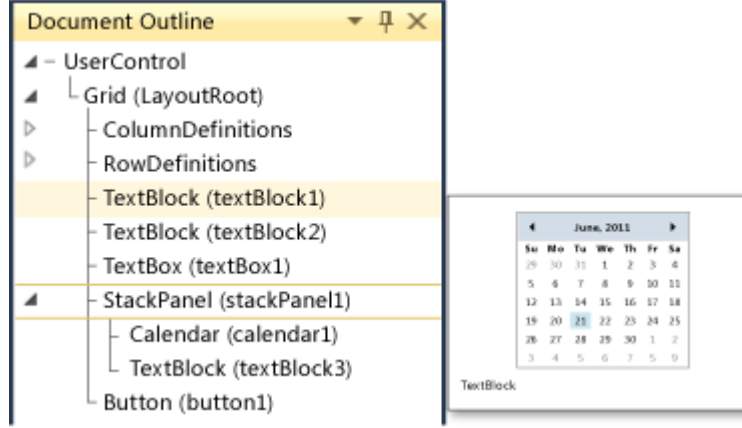 Document Outline
UserControl
Grid (LayoutRoot)
ColumnDefinitions
RowDefinitions
TextBlock (textBlock1)
TextBlock (textBlock2)
TextBox (textBox1)
StackPanel (stackPanel1)
Calendar (calendar1)
TextBlock (textBlock3)
Button (button1)
June, 2011
Su Mo Tu We Th Fr Sa
29 30 31 1 2 3 4
5 6 7 8 9 10 11
12 13 14 15 16 17 18
19 20 21 22 23 24 25
26 27 28 29 30 1 2
3 4 5 6 7 5 9
TextBlock